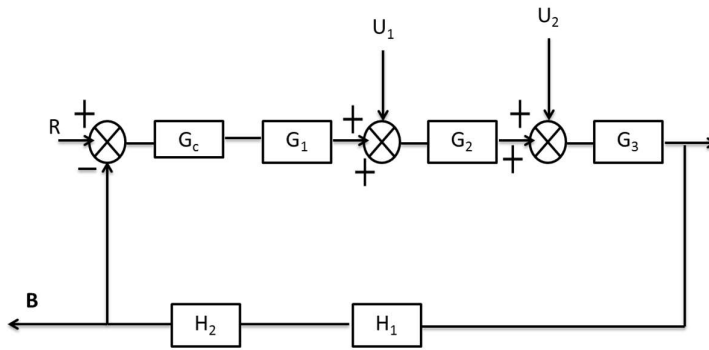 U1 U2
R + Gc G1 + + G2 + + G3
−
B H2 H1